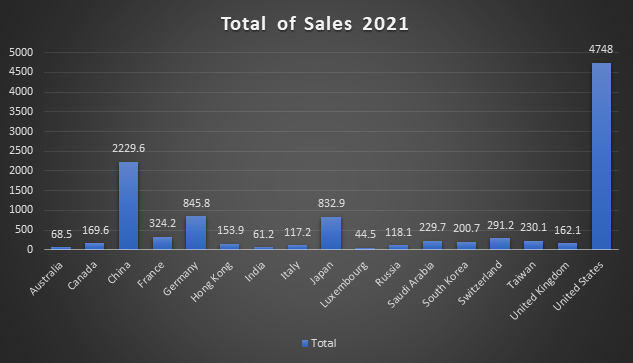 Total of Sales 2021
5000
4500
4000
3500
3000
2500
2000
1500
1000
500
0
68.5
169.6
2229.6
324.2
845.8
153.9
61.2
117.2
832.9
44.5
118.1
229.7
200.7
291.2
230.1
162.1
4748
Australia
Canada
China
France
Germany
Hong Kong
India
Italy
Japan
Luxembourg
Russia
Saudi Arabia
South Korea
Switzerland
Taiwan
United Kingdom
United States
Total